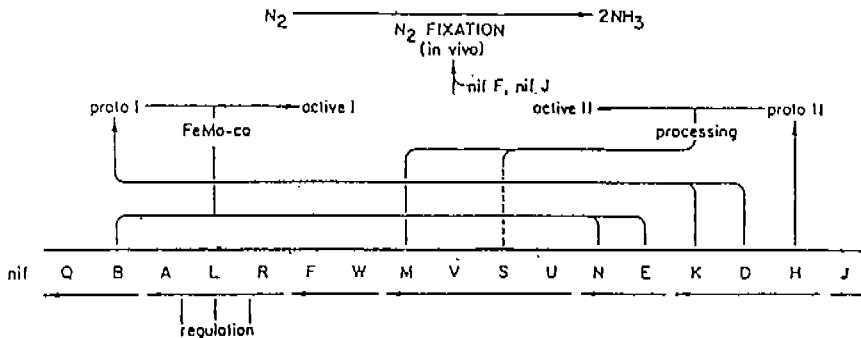 N2 2NH3
N2 FIXATION
(in vivo)
nif F, nif J
proto I active I active II proto II
FeMo-co processing
nif Q B A L R F W M V S U N E K D H J
regulation